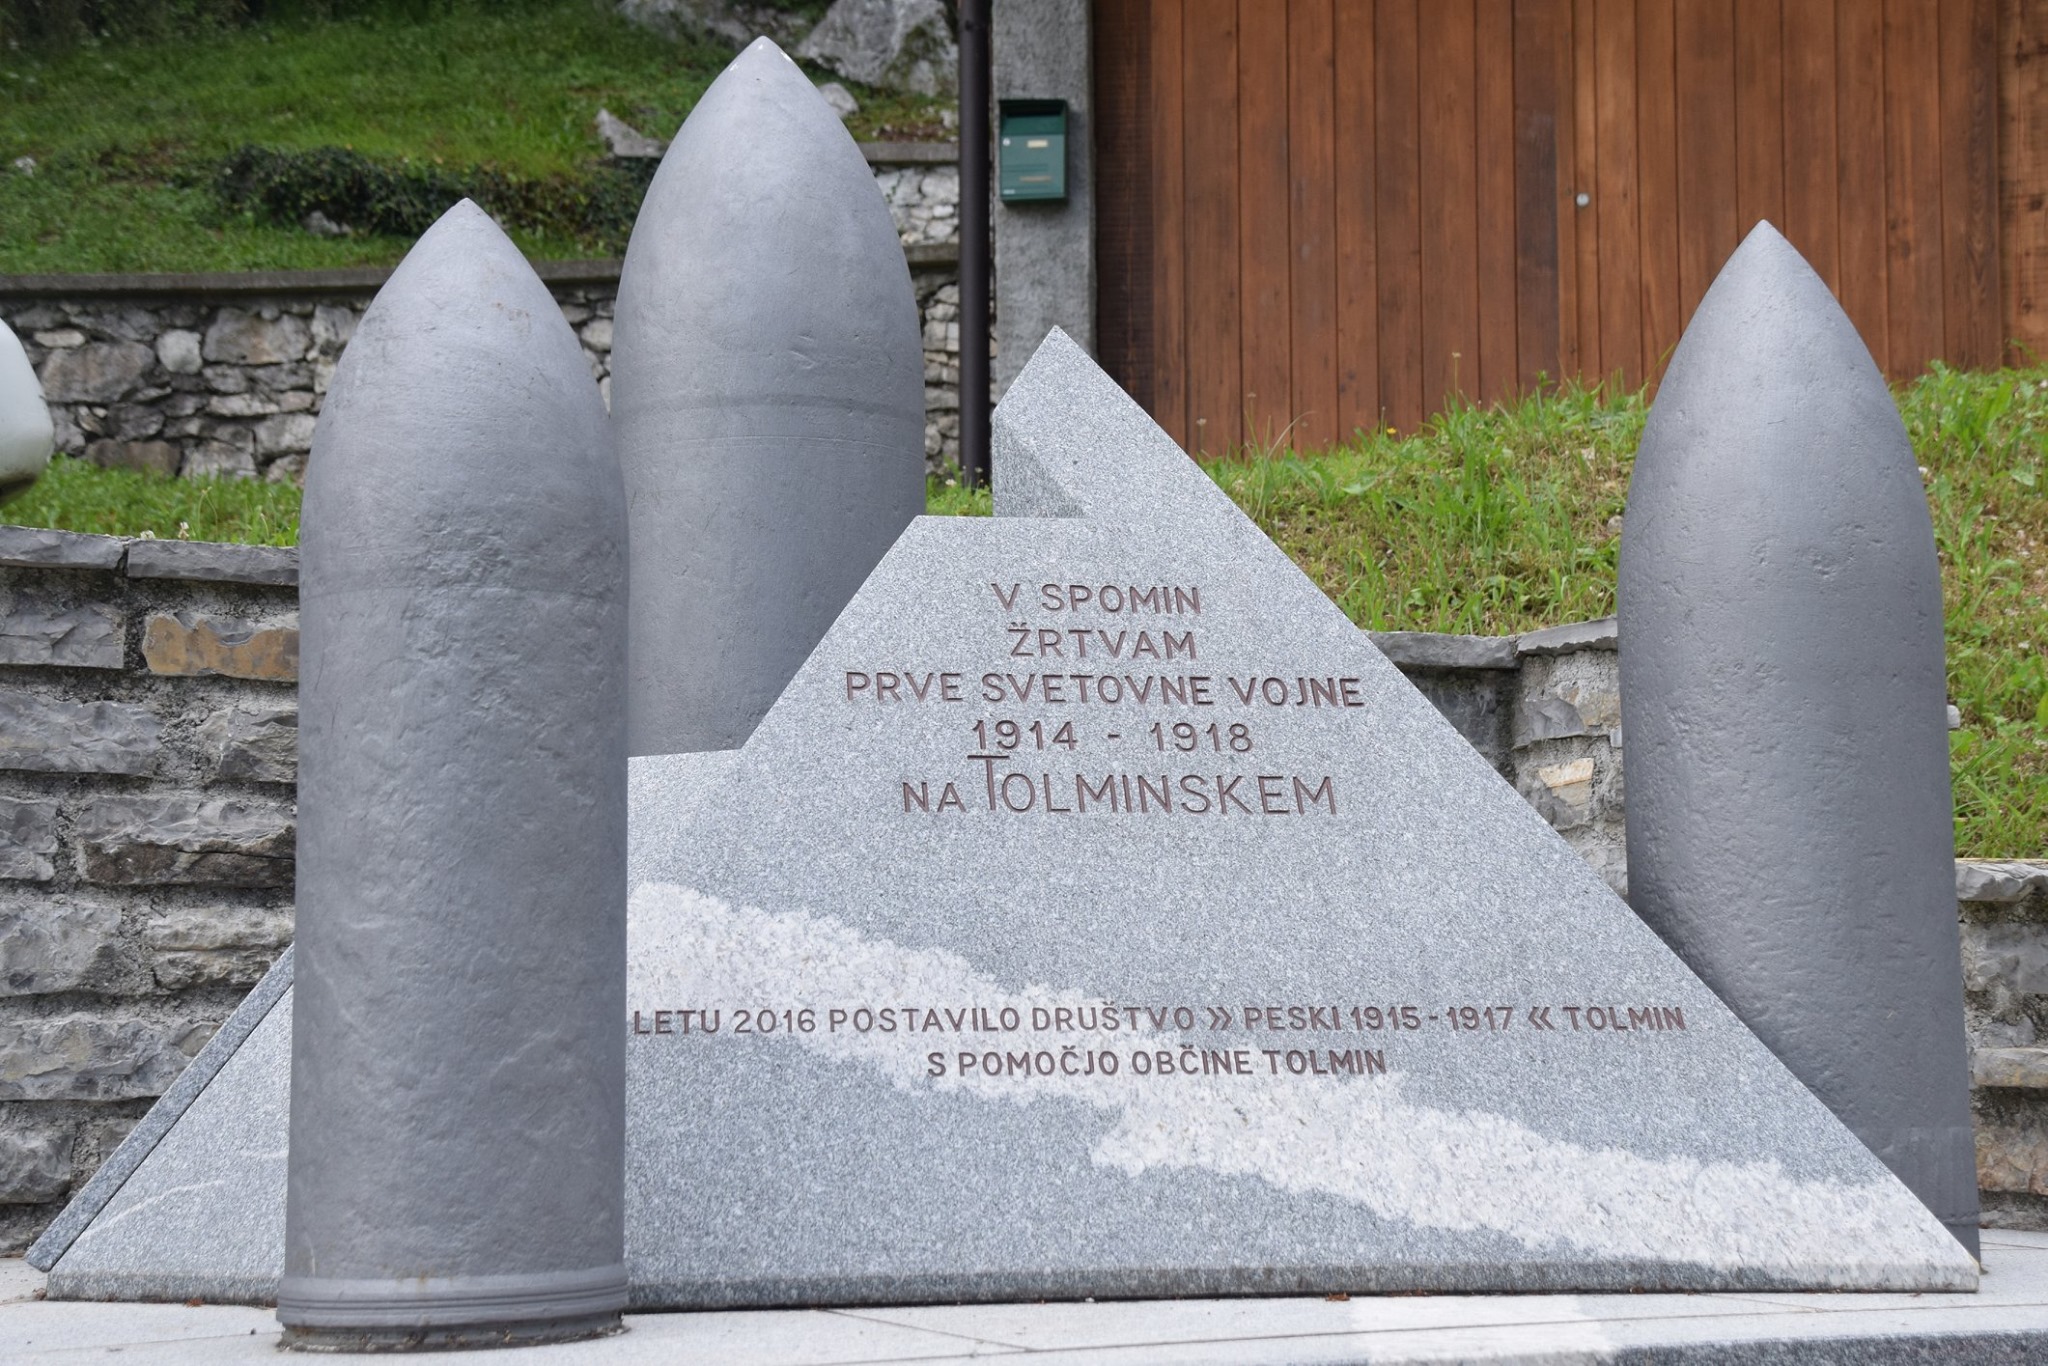 V SPOMIN
ŽRTVAM
PRVE SVETOVNE VOJNE
1914 - 1918
NA TOLMINSKEM
LETU 2016 POSTAVILO DRUŠTVO » PESKI 1915 - 1917 « TOLMIN
S POMOČJO OBČINE TOLMIN